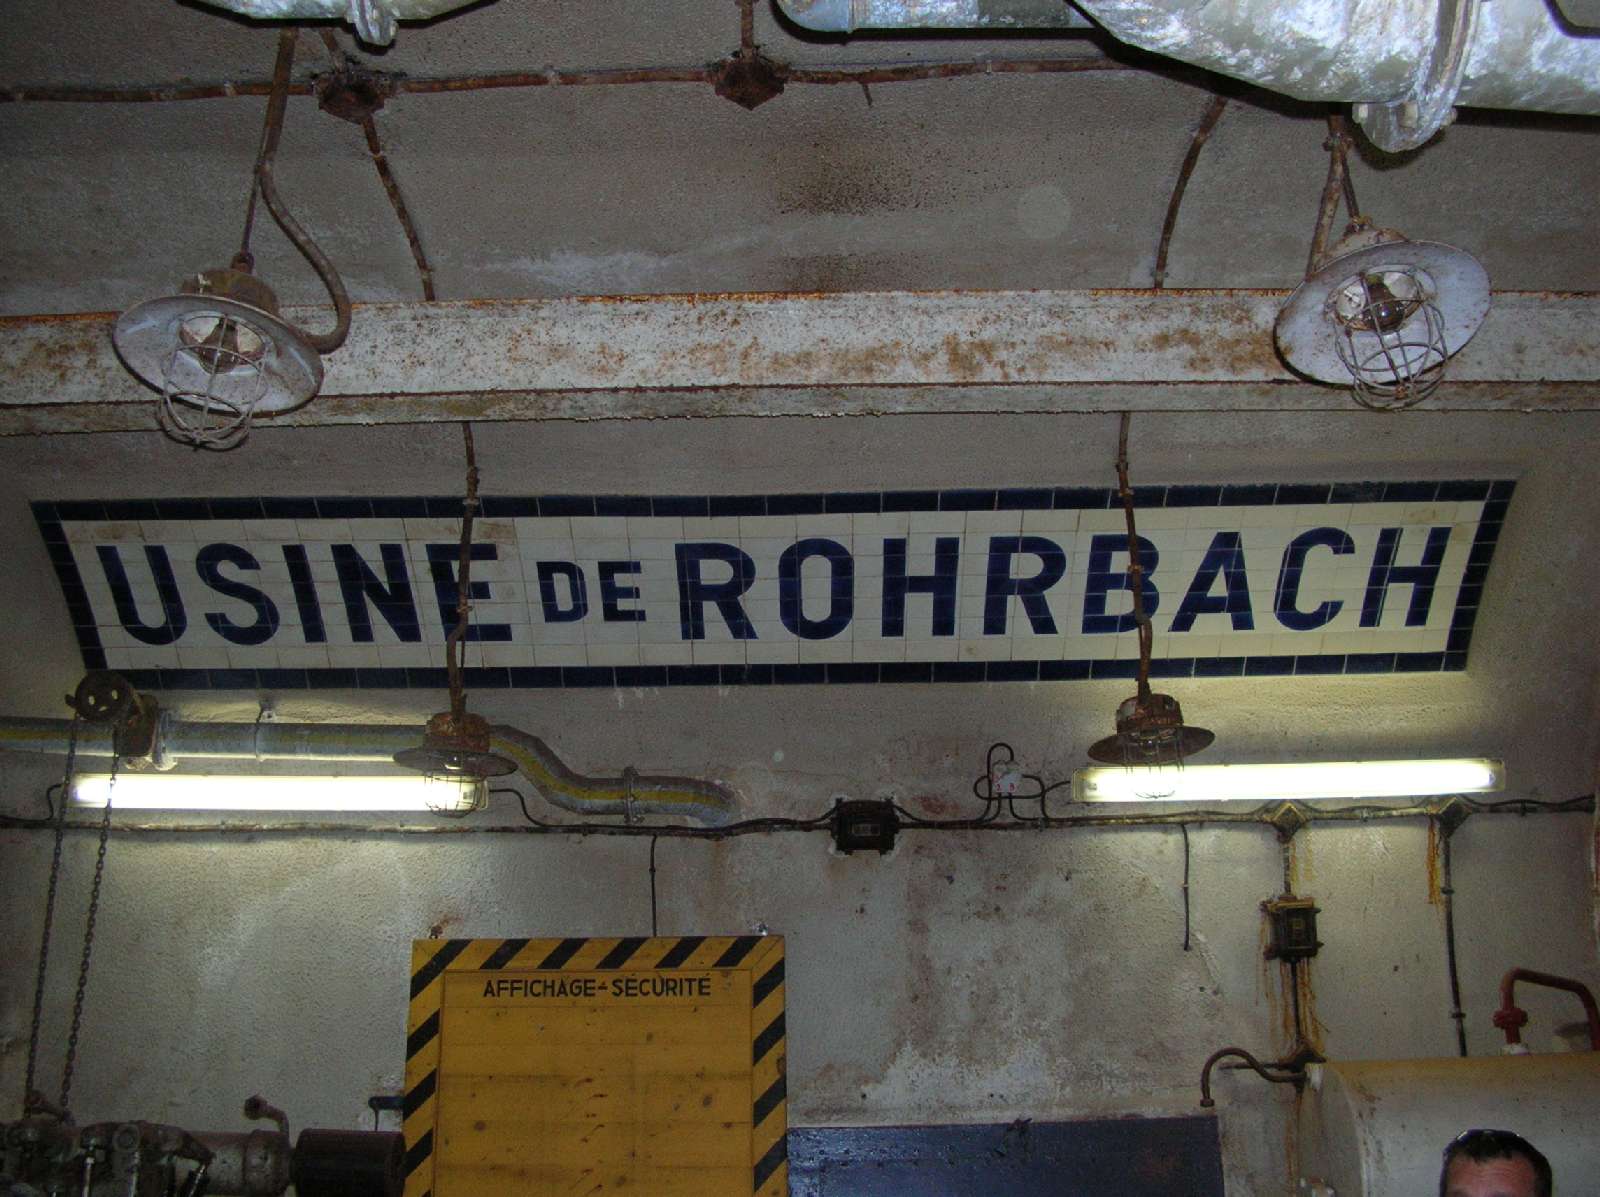 USINE DE ROHRBACH
AFFICHAGE-SÉCURITÉ